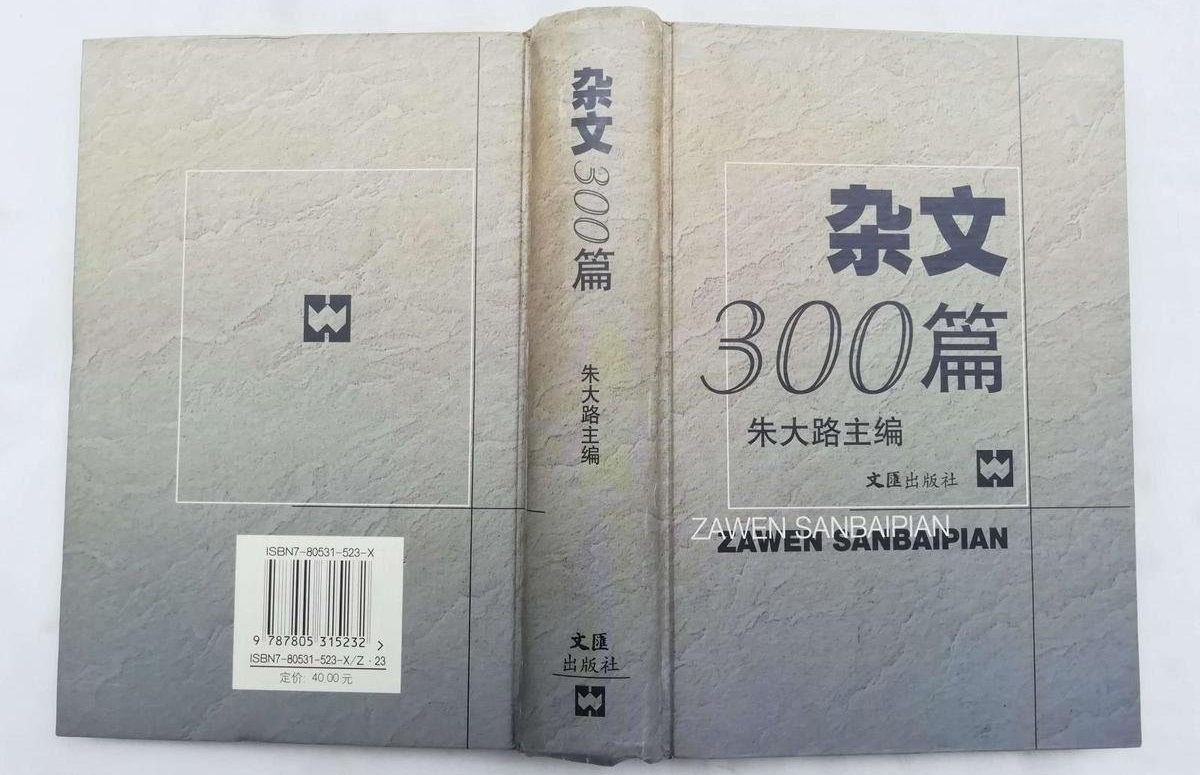 杂文
300篇
朱大路主编
文匯出版社
ZAWEN SANBAIPIAN
ZAWEN SANBAIPIAN
杂文300篇
朱大路主编
文匯
出版社
ISBN7-80531-523-X
9 787805 315232 >
ISBN7-80531-523-X/Z·23
定价: 40.00元